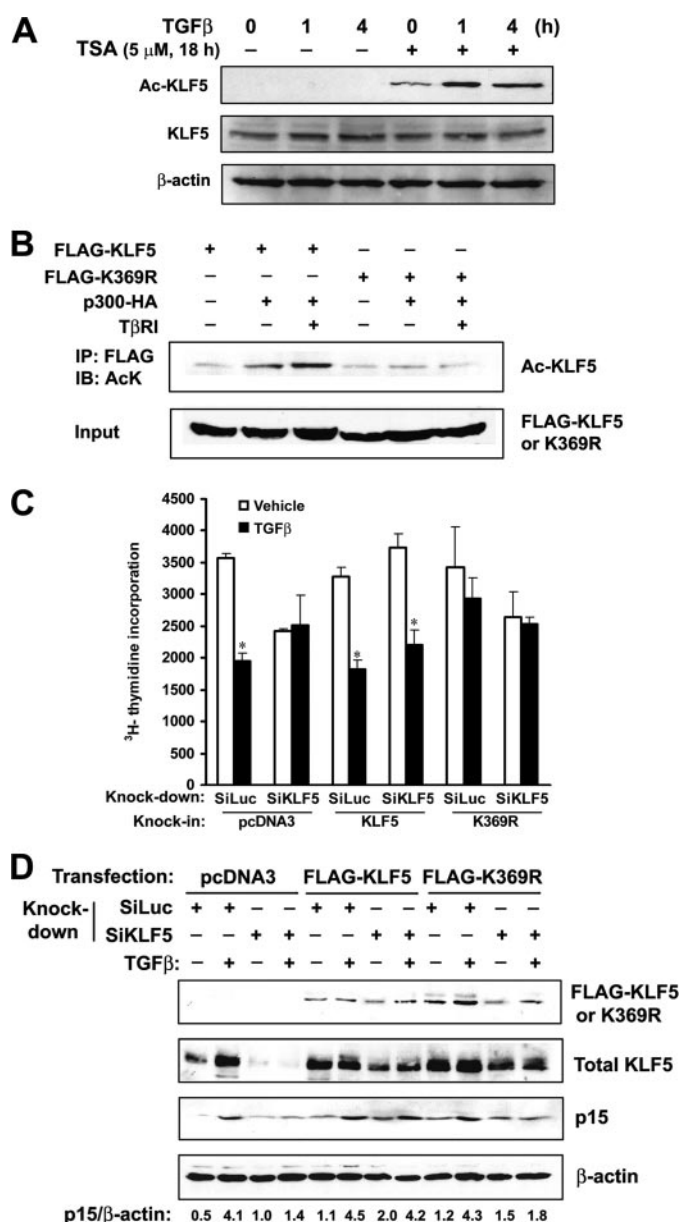 A
TGFβ 0 1 4 0 1 4 (h)
TSA (5 μM, 18 h) – – – + + +
Ac-KLF5
KLF5
β-actin
B
FLAG-KLF5 + + + – – –
FLAG-K369R – – – + + +
p300-HA – + + – + +
TβRI – – + – – +
IP: FLAG
IB: AcK
Ac-KLF5
Input
FLAG-KLF5
or K369R
C
³H- thymidine incorporation
4500
4000
3500
3000
2500
2000
1500
1000
500
0
Vehicle
TGFβ
* * *
Knock-down: SiLuc SiKLF5 SiLuc SiKLF5 SiLuc SiKLF5
Knock-in: pcDNA3 KLF5 K369R
D
Transfection: pcDNA3 FLAG-KLF5 FLAG-K369R
Knock-
down
SiLuc + + – – + + – – + + – –
SiKLF5 – – + + – – + + – – + +
TGFβ: – + – + – + – + – + – +
FLAG-KLF5
or K369R
Total KLF5
p15
β-actin
p15/β-actin: 0.5 4.1 1.0 1.4 1.1 4.5 2.0 4.2 1.2 4.3 1.5 1.8